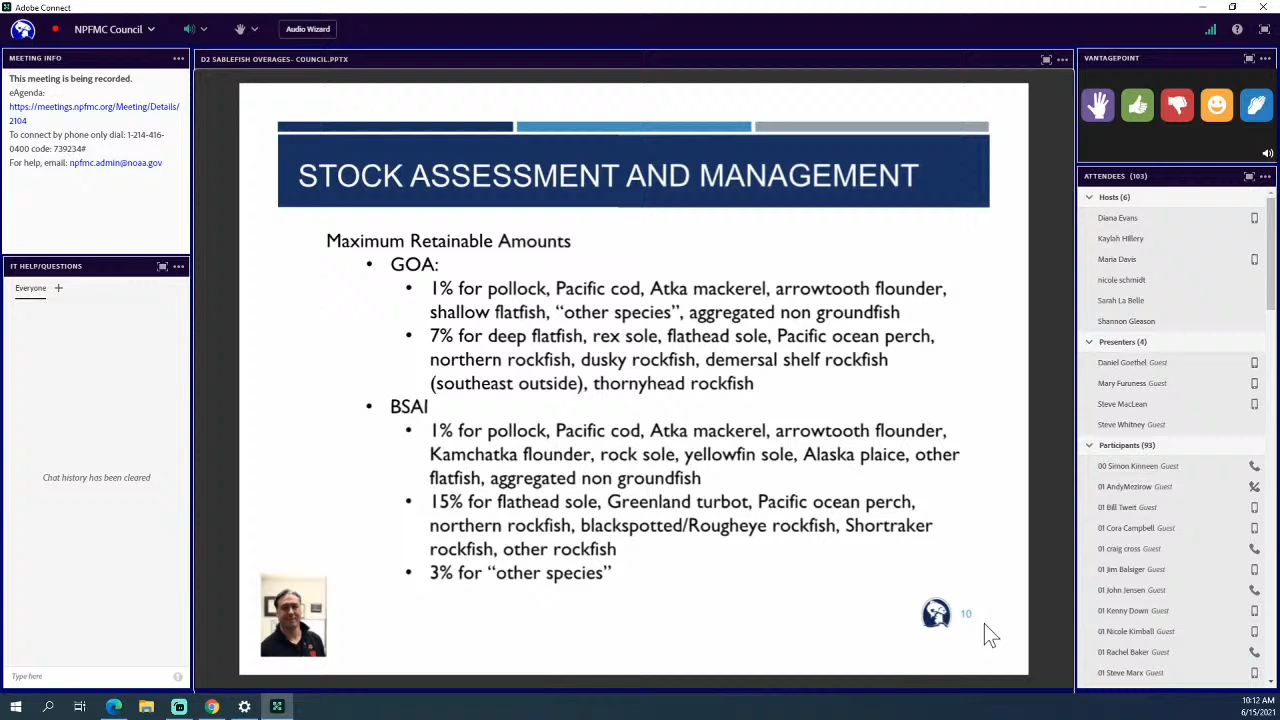 Adobe Connect
NPFMC Council
Audio Wizard
MEETING INFO
This meeting is being recorded.
eAgenda:
https://meetings.npfmc.org/Meeting/Details/
2104
To connect by phone only dial: 1-214-416-
0400 code: 739234#
For help, email: npfmc.admin@noaa.gov
IT HELP/QUESTIONS
Everyone
Chat history has been cleared
Type here
D2 SABLEFISH OVERAGES- COUNCIL.PPTX
STOCK ASSESSMENT AND MANAGEMENT
Maximum Retainable Amounts
• GOA:
• 1% for pollock, Pacific cod, Atka mackerel, arrowtooth flounder,
shallow flatfish, “other species”, aggregated non groundfish
• 7% for deep flatfish, rex sole, flathead sole, Pacific ocean perch,
northern rockfish, dusky rockfish, demersal shelf rockfish
(southeast outside), thornyhead rockfish
• BSAI
• 1% for pollock, Pacific cod, Atka mackerel, arrowtooth flounder,
Kamchatka flounder, rock sole, yellowfin sole, Alaska plaice, other
flatfish, aggregated non groundfish
• 15% for flathead sole, Greenland turbot, Pacific ocean perch,
northern rockfish, blackspotted/Rougheye rockfish, Shortraker
rockfish, other rockfish
• 3% for “other species”
10
VANTAGEPOINT
ATTENDEES (103)
Hosts (6)
Diana Evans
Kaylah Hillery
Maria Davis
nicole schmidt
Sarah La Belle
Shannon Gleason
Presenters (4)
Daniel Goethel Guest
Mary Furuness Guest
Steve MacLean
Steve Whitney Guest
Participants (93)
00 Simon Kinneen Guest
01 AndyMezirow Guest
01 Bill Tweit Guest
01 Cora Campbell Guest
01 craig cross Guest
01 Jim Balsiger Guest
01 John Jensen Guest
01 Kenny Down Guest
01 Nicole Kimball Guest
01 Rachel Baker Guest
01 Steve Marx Guest
10:12 AM
6/15/2021